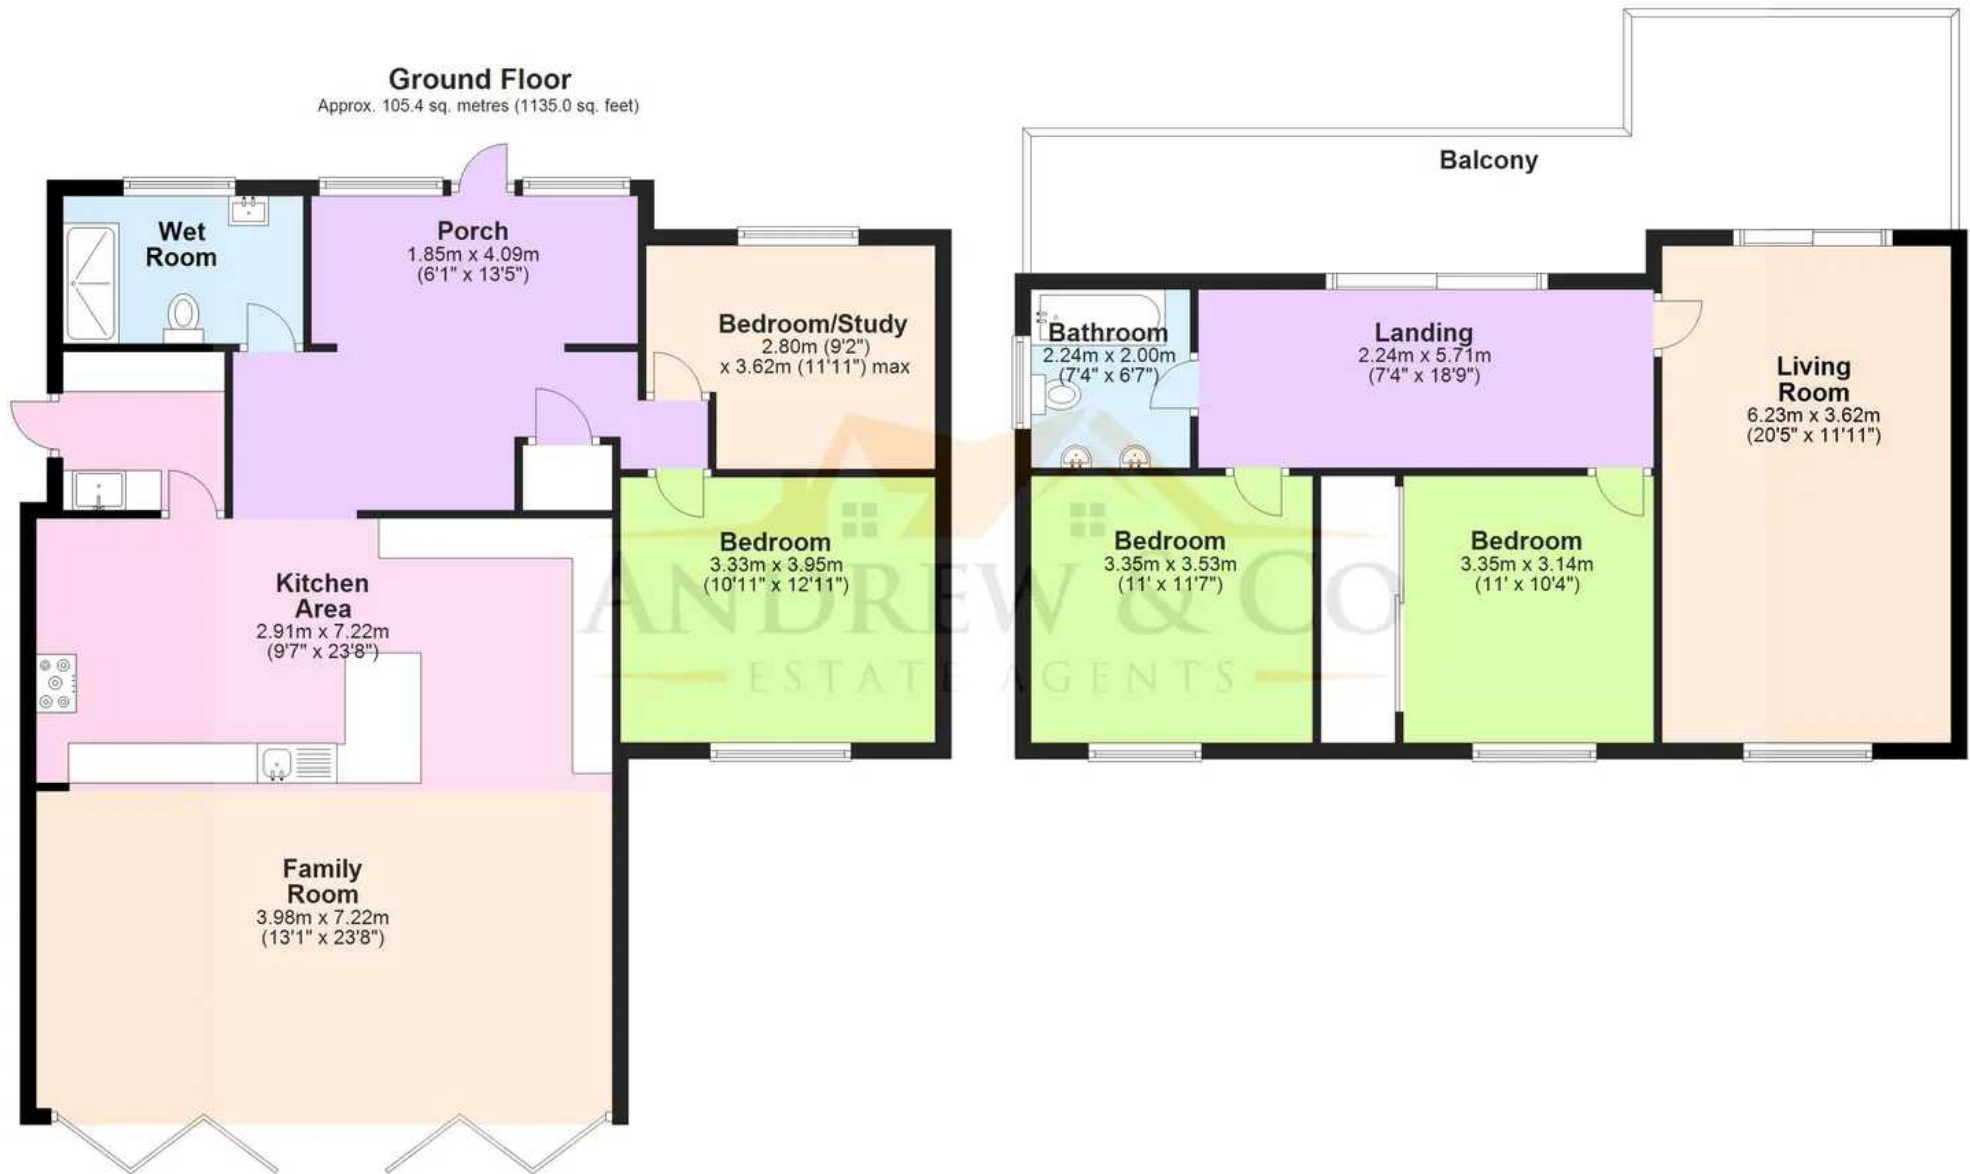 Ground Floor
Approx. 105.4 sq. metres (1135.0 sq. feet)
Wet
Room
Porch
1.85m x 4.09m
(6'1" x 13'5")
Bedroom/Study
2.80m (9'2")
x 3.62m (11'11") max
Kitchen
Area
2.91m x 7.22m
(9'7" x 23'8")
Bedroom
3.33m x 3.95m
(10'11" x 12'11")
Family
Room
3.98m x 7.22m
(13'1" x 23'8")
Balcony
Bathroom
2.24m x 2.00m
(7'4" x 6'7")
Landing
2.24m x 5.71m
(7'4" x 18'9")
Living
Room
6.23m x 3.62m
(20'5" x 11'11")
Bedroom
3.35m x 3.53m
(11' x 11'7")
Bedroom
3.35m x 3.14m
(11' x 10'4")
ANDREW & CO
ESTATE AGENTS